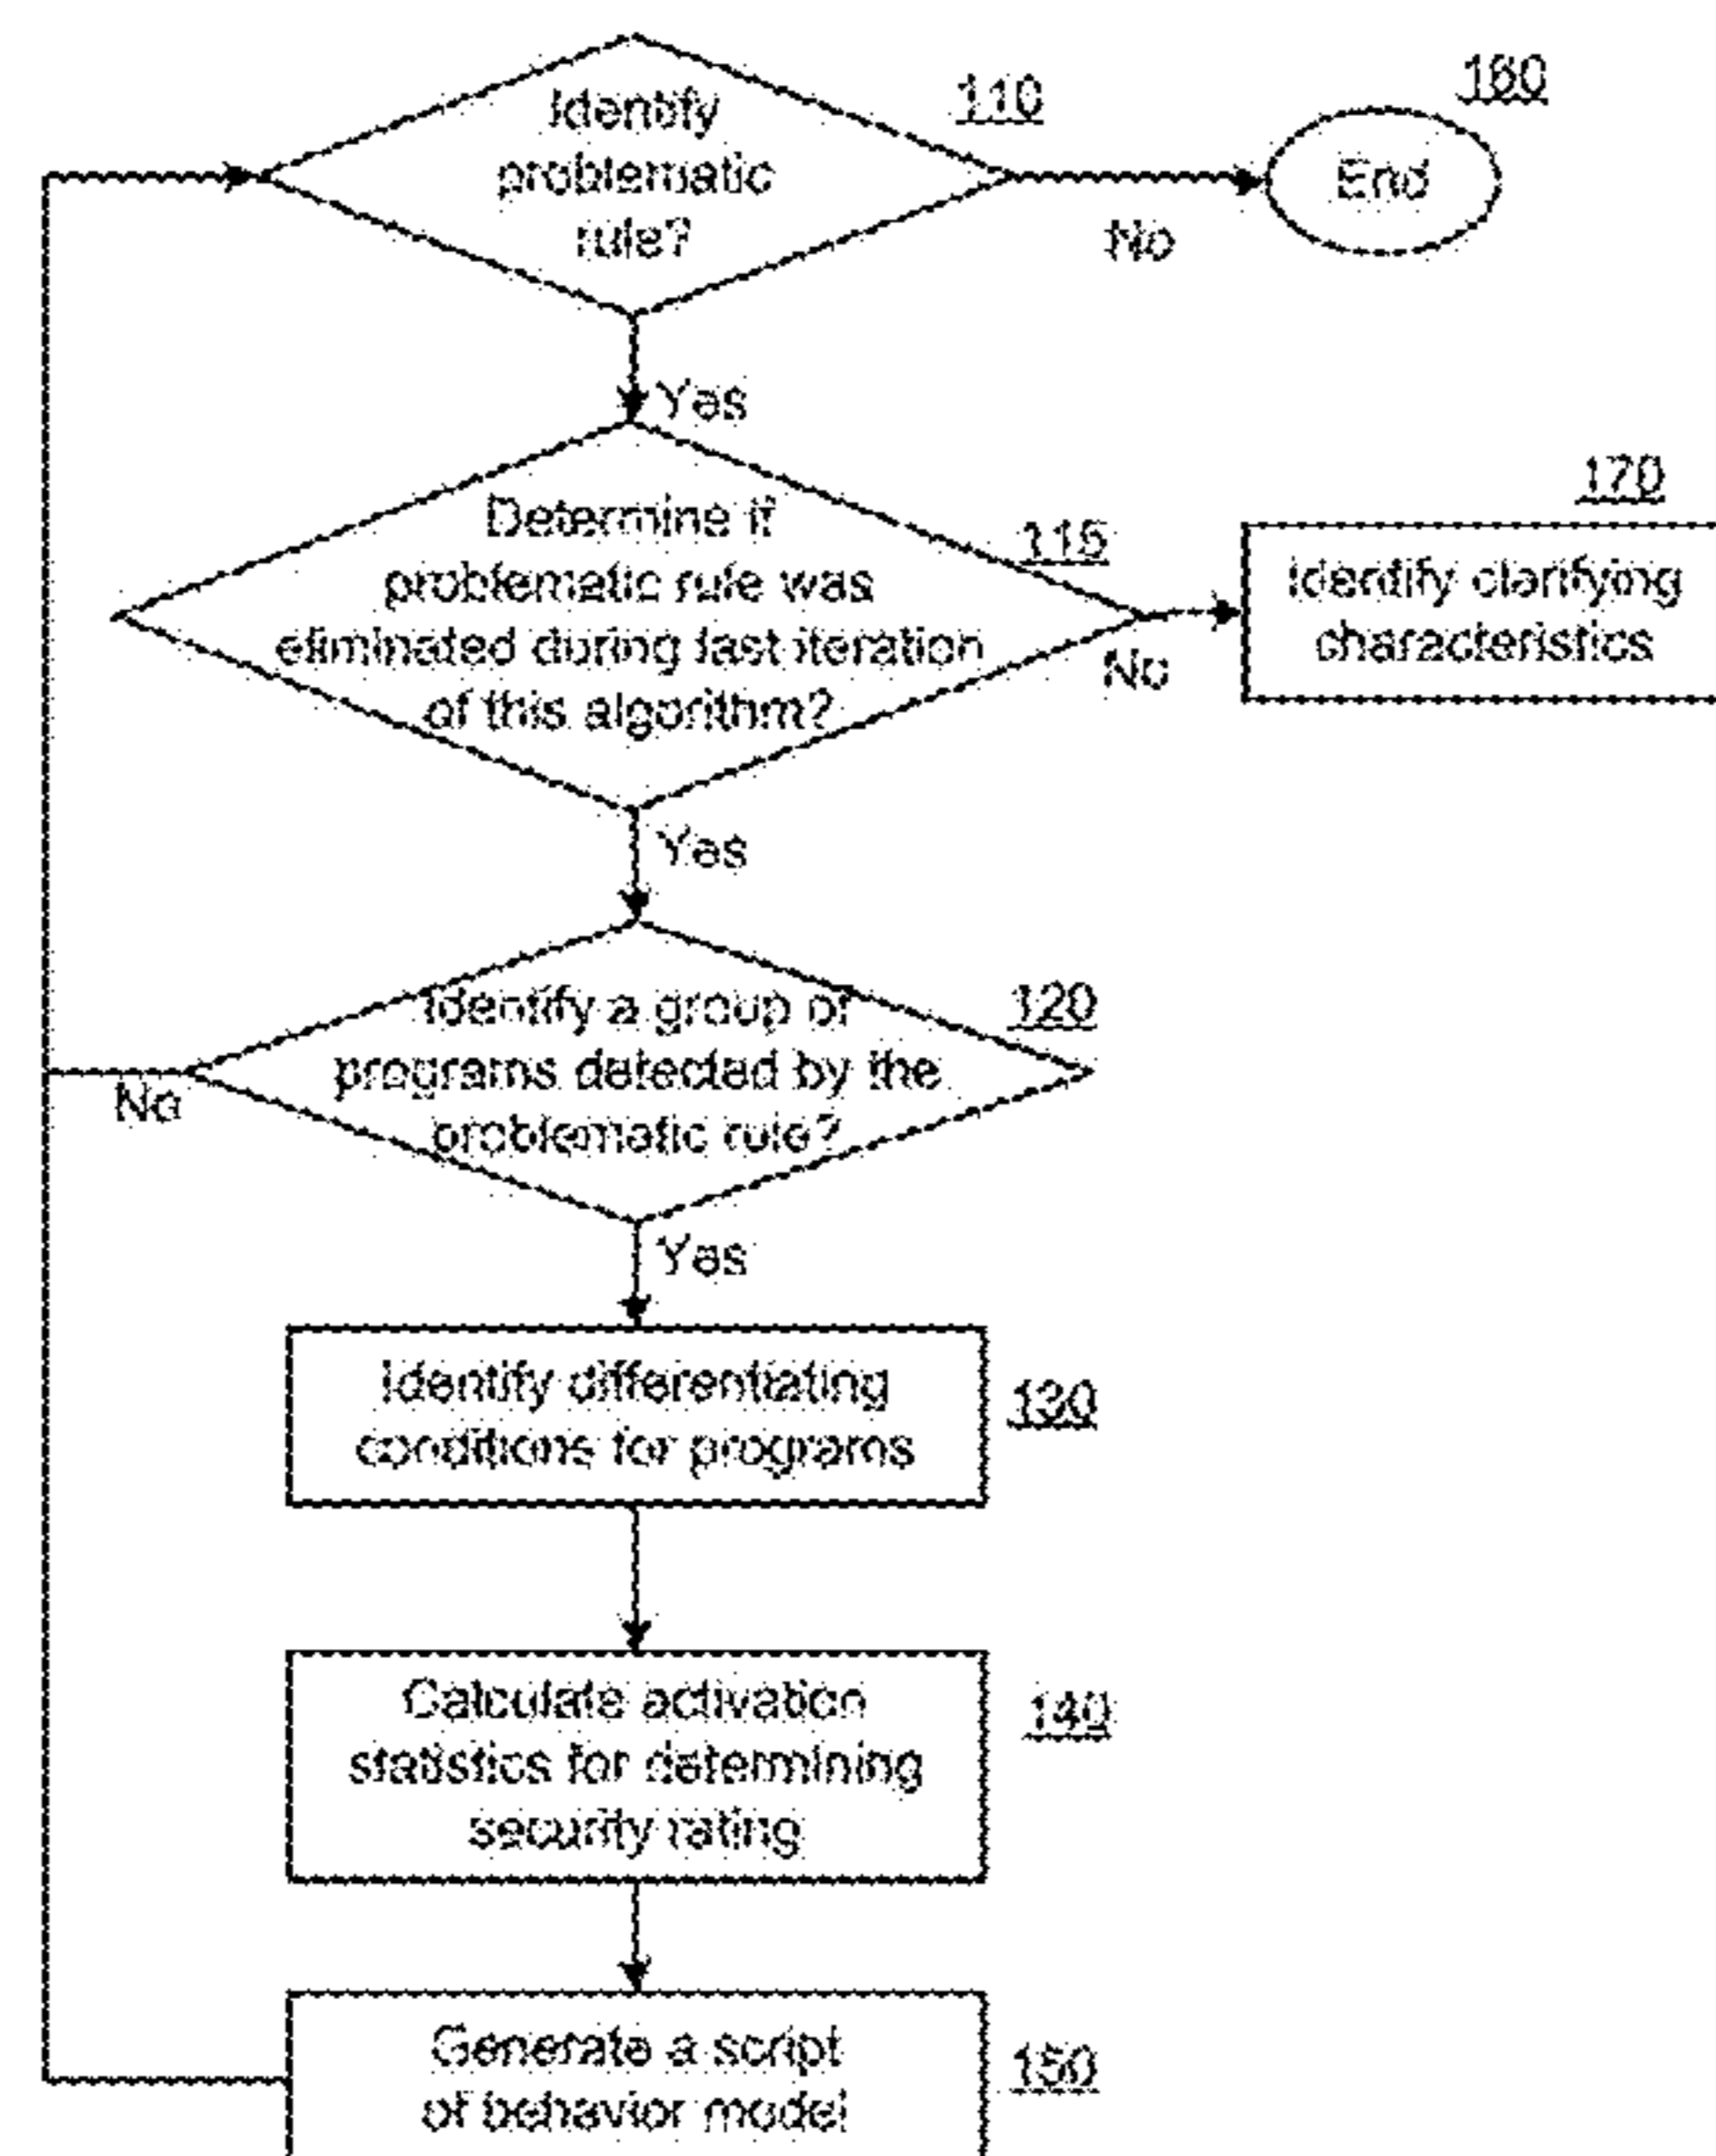 Identify
problematic
rule?
110
160
End
No
Yes
Determine if
problematic rule was
eliminated during last iteration
of this algorithm?
115
No
170
Identify clarifying
characteristics
Yes
Identify a group of
programs detected by the
problematic rule?
120
No
Yes
Identify differentiating
conditions for programs
130
Calculate activation
statistics for determining
security rating
140
Generate a script
of behavior model
150